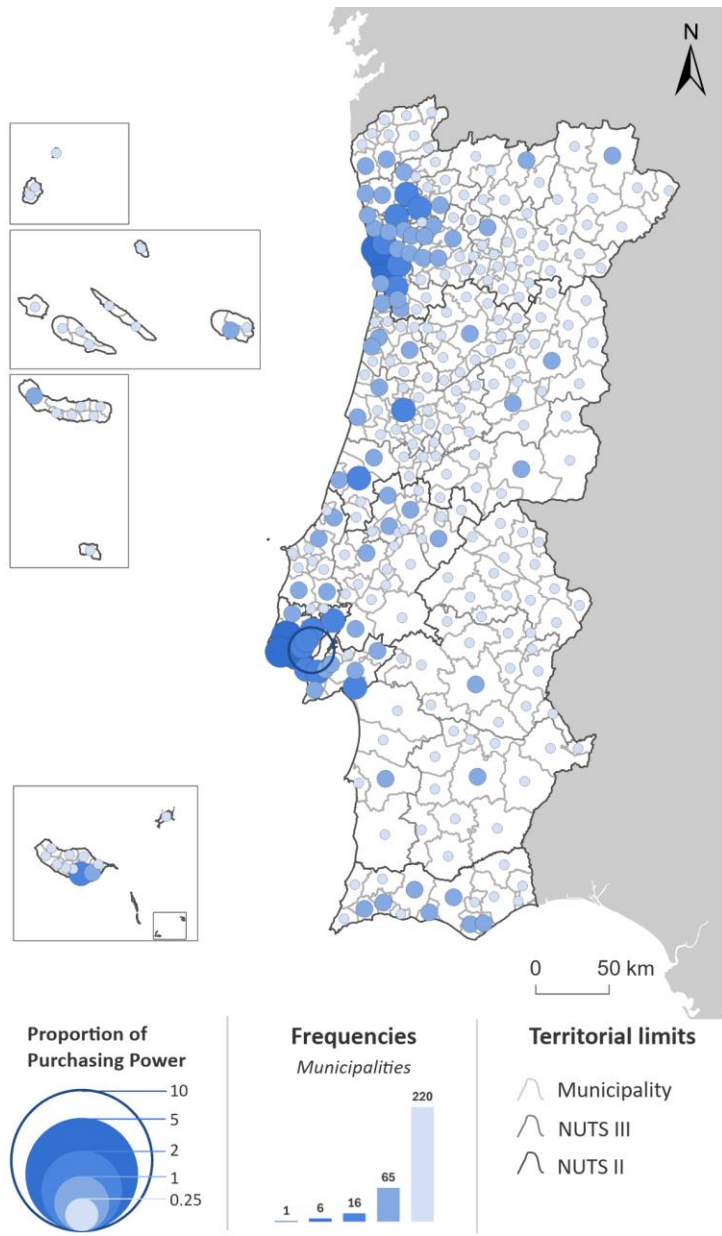 N
0 50 km
Proportion of
Purchasing Power
10
5
2
1
0.25
Frequencies
Municipalities
1 6 16 65 220
Territorial limits
Municipality
NUTS III
NUTS II